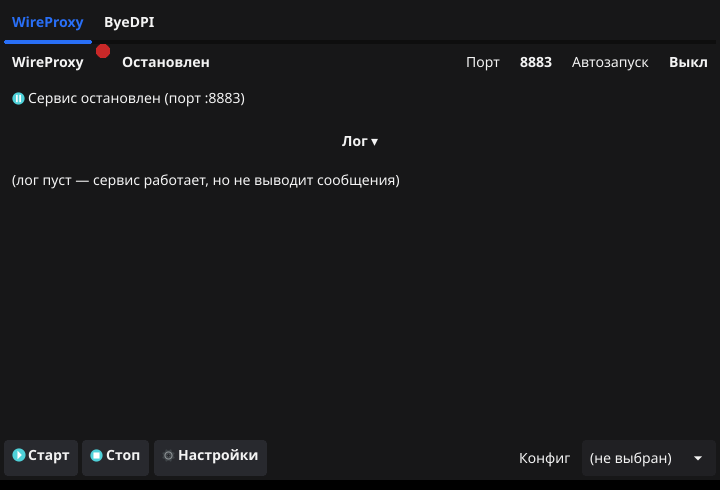 WireProxy ByeDPI
WireProxy Остановлен Порт 8883 Автозапуск Выкл
Сервис остановлен (порт :8883)
Лог ▾
(лог пуст — сервис работает, но не выводит сообщения)
Старт Стоп Настройки Конфиг (не выбран)